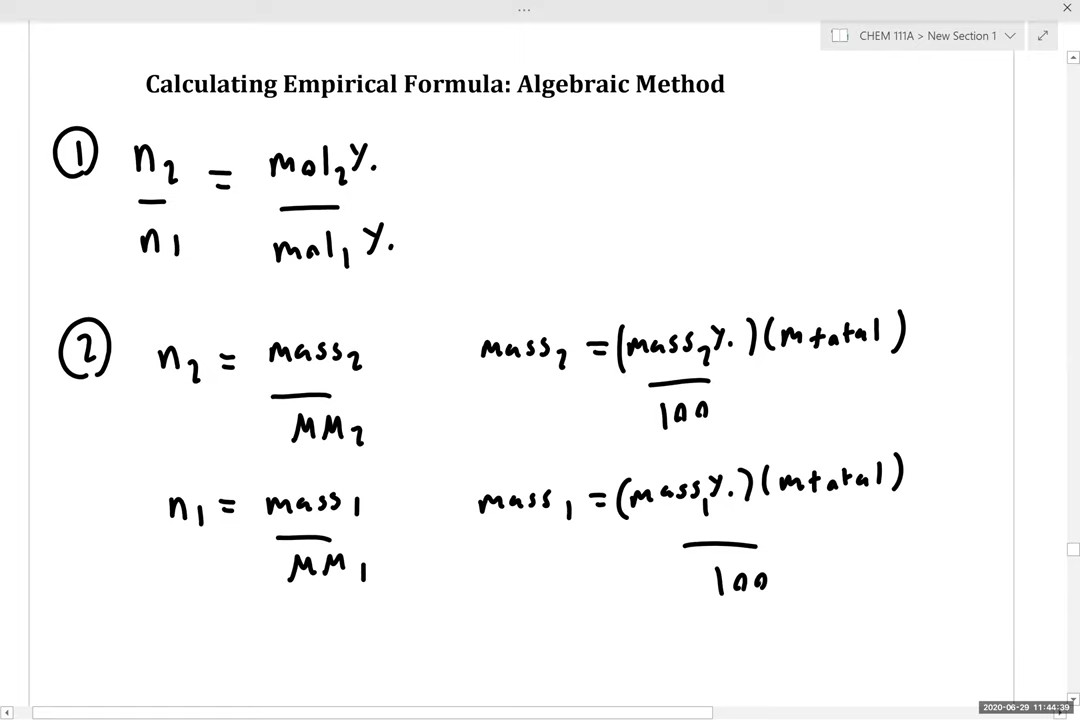 ...
CHEM 111A > New Section 1
Calculating Empirical Formula: Algebraic Method
① n₂/n₁ = mol₂%/mol₁%
② n₂ = mass₂/MM₂ mass₂ = (mass₂%)(mtotal)/100
n₁ = mass₁/MM₁ mass₁ = (mass₁%)(mtotal)/100
2020-06-29 11:44:39